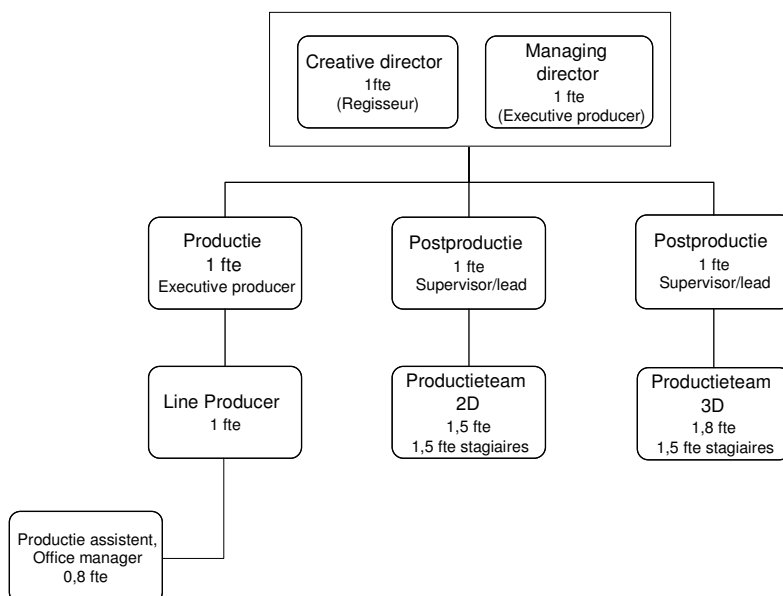 Creative director
1fte
(Regisseur)
Managing
director
1 fte
(Executive producer)
Productie
1 fte
Executive producer
Postproductie
1 fte
Supervisor/lead
Postproductie
1 fte
Supervisor/lead
Line Producer
1 fte
Productieteam
2D
1,5 fte
1,5 fte stagiaires
Productieteam
3D
1,8 fte
1,5 fte stagiaires
Productie assistent,
Office manager
0,8 fte